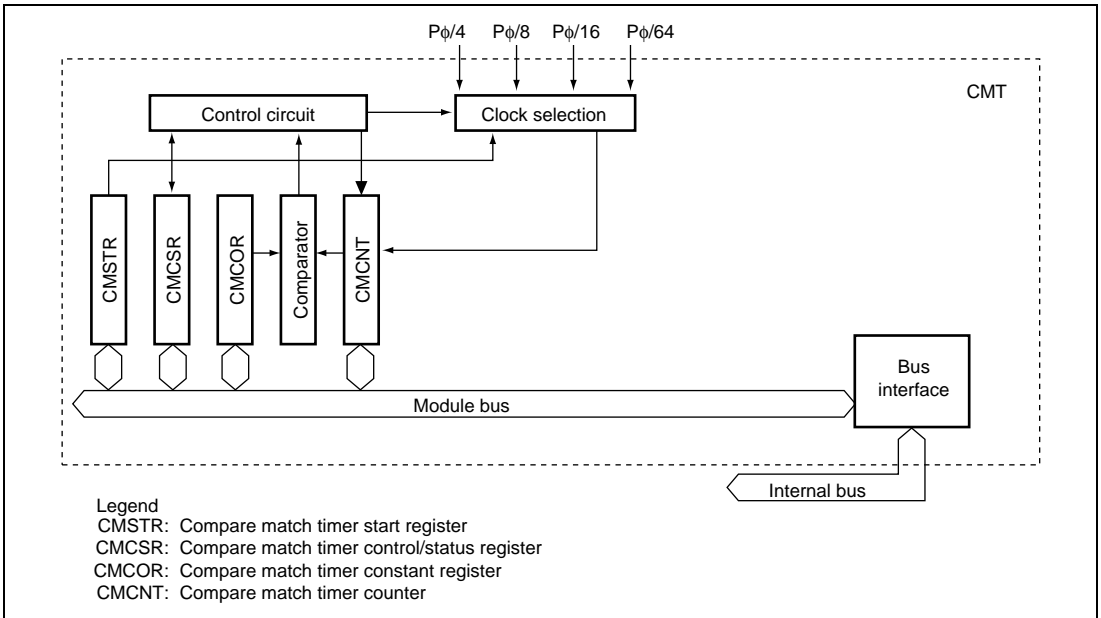 Pϕ/4 Pϕ/8 Pϕ/16 Pϕ/64
CMT
Control circuit
Clock selection
CMSTR
CMCSR
CMCOR
Comparator
CMCNT
Bus
interface
Module bus
Internal bus
Legend
CMSTR: Compare match timer start register
CMCSR: Compare match timer control/status register
CMCOR: Compare match timer constant register
CMCNT: Compare match timer counter